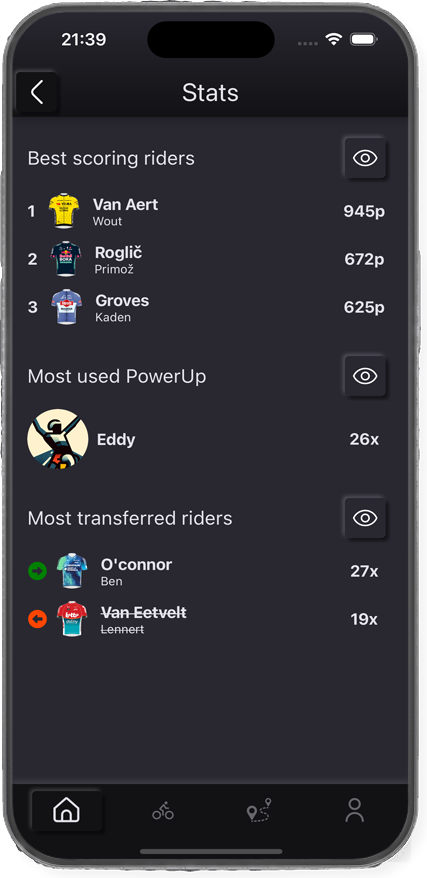 21:39
Stats
Best scoring riders
1 Van Aert 945p
Wout
2 Roglič 672p
Primož
3 Groves 625p
Kaden
Most used PowerUp
Eddy 26x
Most transferred riders
O'connor 27x
Ben
Van Eetvelt 19x
Lennert